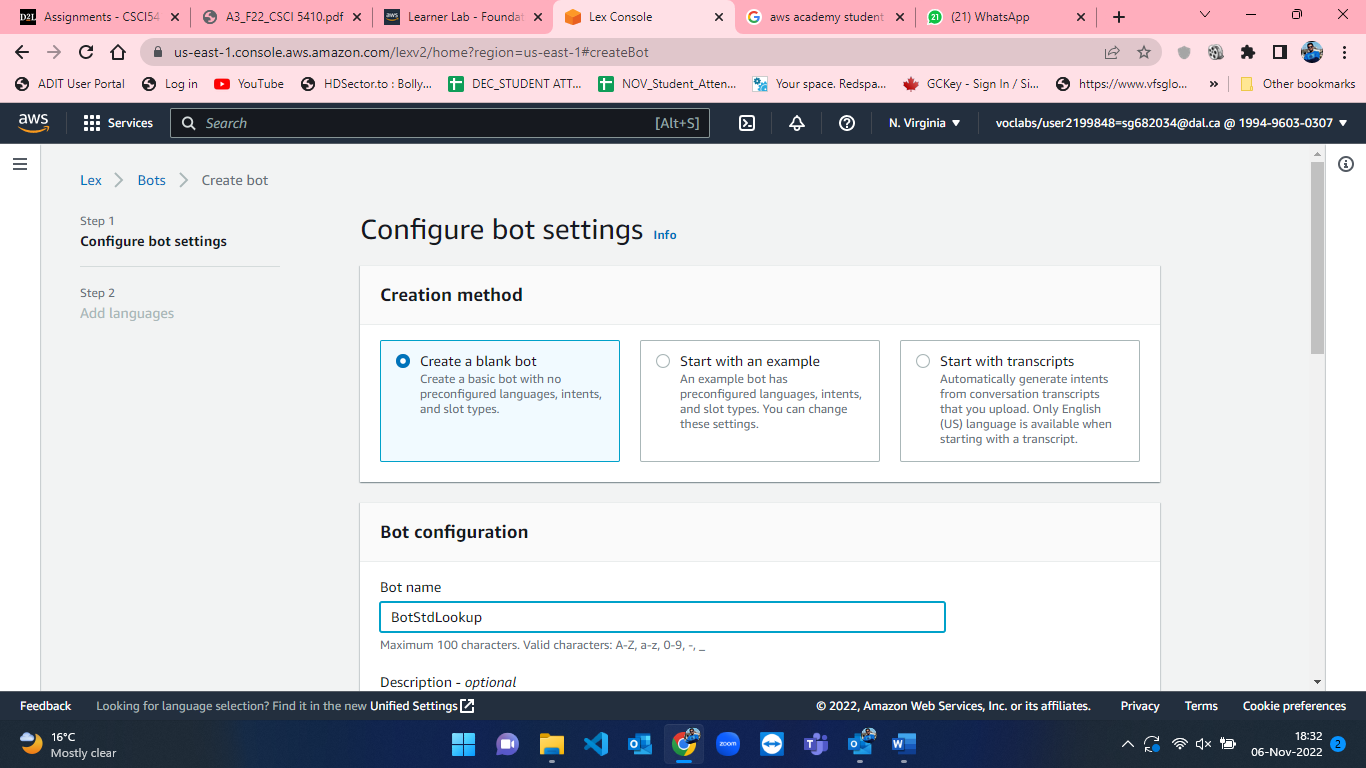 D2L Assignments - CSCI54
A3_F22_CSCI 5410.pdf
aws Learner Lab - Foundat
Lex Console
aws academy student
(21) WhatsApp
us-east-1.console.aws.amazon.com/lexv2/home?region=us-east-1#createBot
ADIT User Portal
Log in
YouTube
HDSector.to : Bolly...
DEC_STUDENT ATT...
NOV_Student_Atten...
Your space. Redspa...
GCKey - Sign In / Si...
https://www.vfsglo...
»
Other bookmarks
aws
Services
Search
[Alt+S]
N. Virginia
voclabs/user2199848=sg682034@dal.ca @ 1994-9603-0307
Lex
Bots
Create bot
Step 1
Configure bot settings
Step 2
Add languages
Configure bot settings Info
Creation method
Create a blank bot
Create a basic bot with no
preconfigured languages, intents,
and slot types.
Start with an example
An example bot has
preconfigured languages, intents,
and slot types. You can change
these settings.
Start with transcripts
Automatically generate intents
from conversation transcripts
that you upload. Only English
(US) language is available when
starting with a transcript.
Bot configuration
Bot name
BotStdLookup
Maximum 100 characters. Valid characters: A-Z, a-z, 0-9, -, _
Description - optional
Feedback
Looking for language selection? Find it in the new Unified Settings
© 2022, Amazon Web Services, Inc. or its affiliates.
Privacy
Terms
Cookie preferences
16°C
Mostly clear
zoom
18:32
06-Nov-2022
2